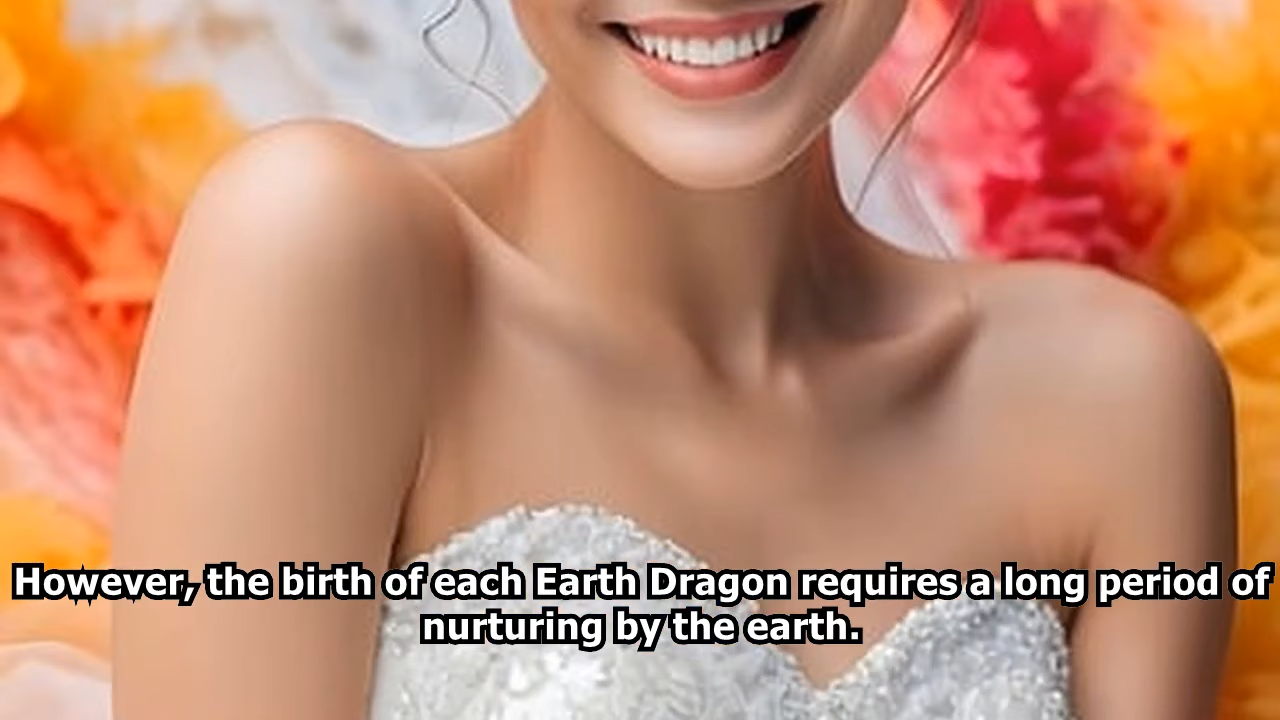 However, the birth of each Earth Dragon requires a long period of
nurturing by the earth.